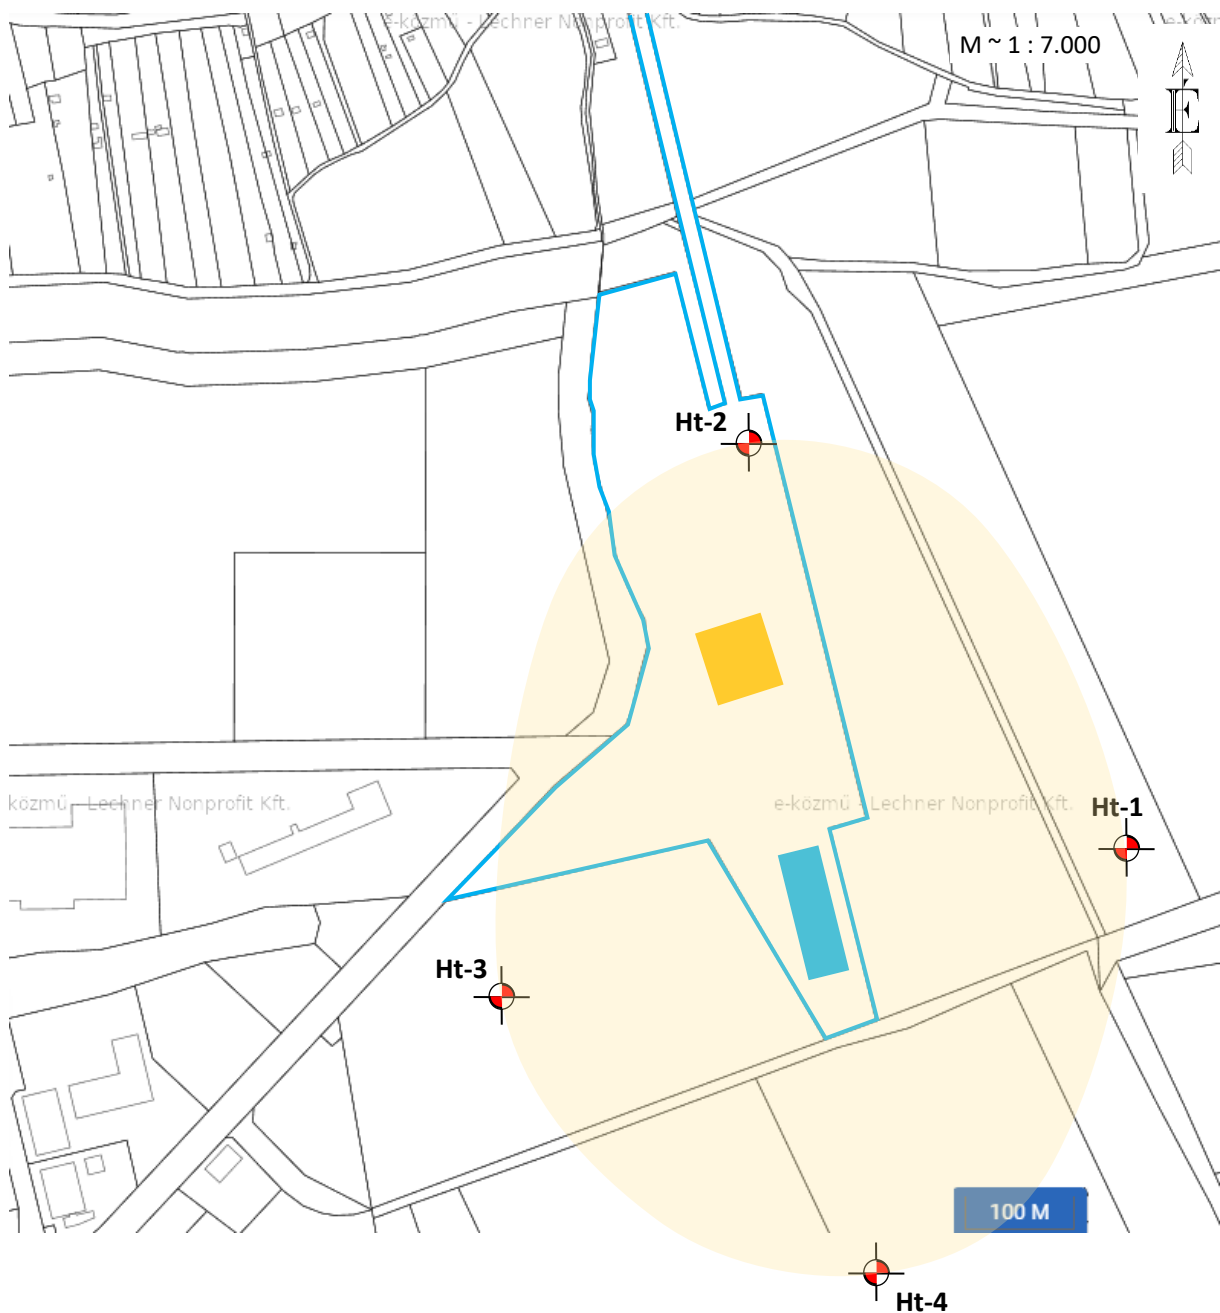 e-közmű - Lechner Nonprofit Kft.
M ~ 1 : 7.000
É
Ht-2
közmű - Lechner Nonprofit Kft.
e-közmű - Lechner Nonprofit Kft.
Ht-1
Ht-3
100 M
Ht-4